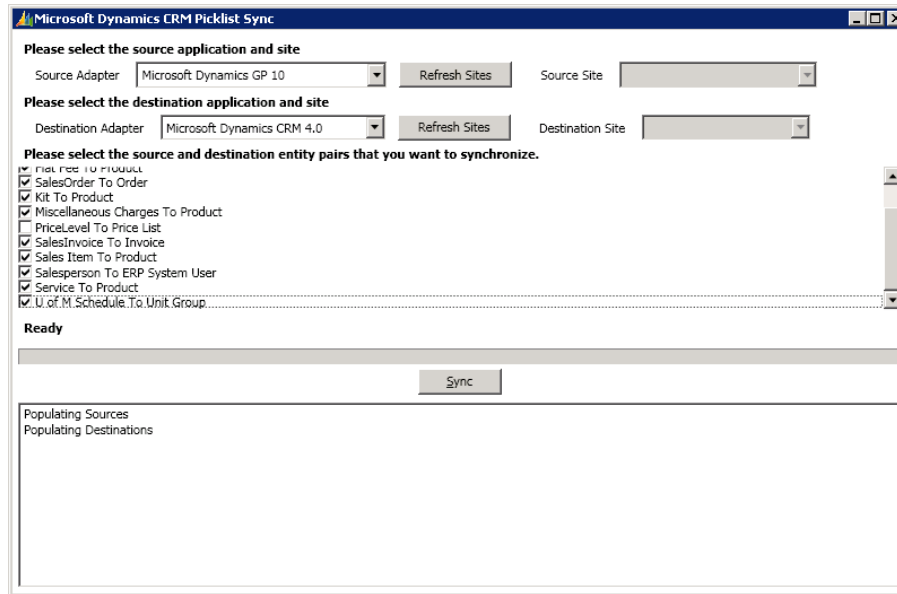 Microsoft Dynamics CRM Picklist Sync
Please select the source application and site
Source Adapter Microsoft Dynamics GP 10 Refresh Sites Source Site
Please select the destination application and site
Destination Adapter Microsoft Dynamics CRM 4.0 Refresh Sites Destination Site
Please select the source and destination entity pairs that you want to synchronize.
Flat Fee To Product
SalesOrder To Order
Kit To Product
Miscellaneous Charges To Product
PriceLevel To Price List
SalesInvoice To Invoice
Sales Item To Product
Salesperson To ERP System User
Service To Product
U of M Schedule To Unit Group
Ready
Sync
Populating Sources
Populating Destinations